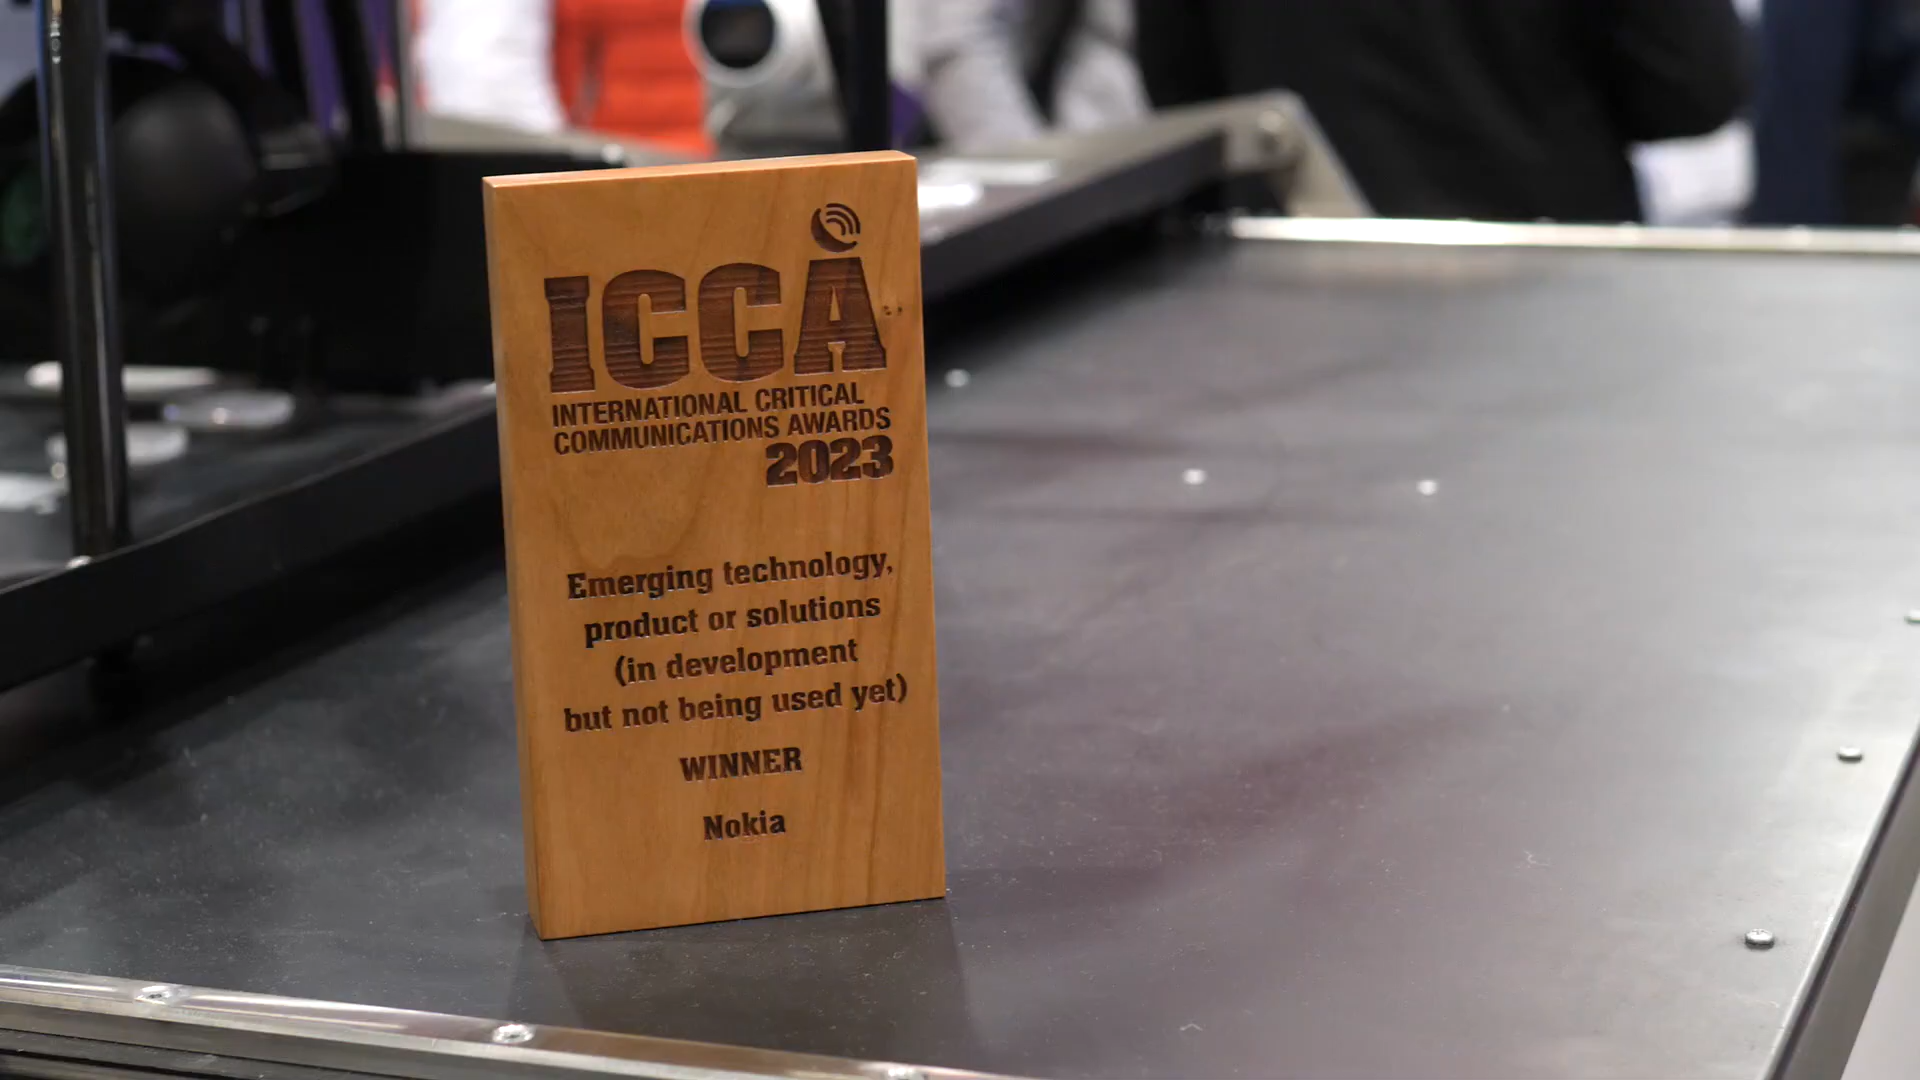 ICCA
INTERNATIONAL CRITICAL
COMMUNICATIONS AWARDS
2023
Emerging technology,
product or solutions
(in development
but not being used yet)
WINNER
Nokia